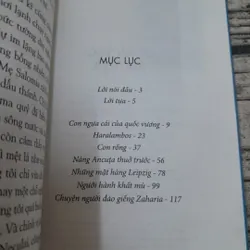 MỤC LỤC
Lời nói đầu - 3
Lời tựa - 5
Con ngựa cái của quốc vương - 9
Haralambos - 23
Con rồng - 37
Nàng Ancuța thuở trước - 56
Những mặt hàng Leipzig - 77
Người hành khất mù - 99
Chuyện người đào giếng Zaharia - 117